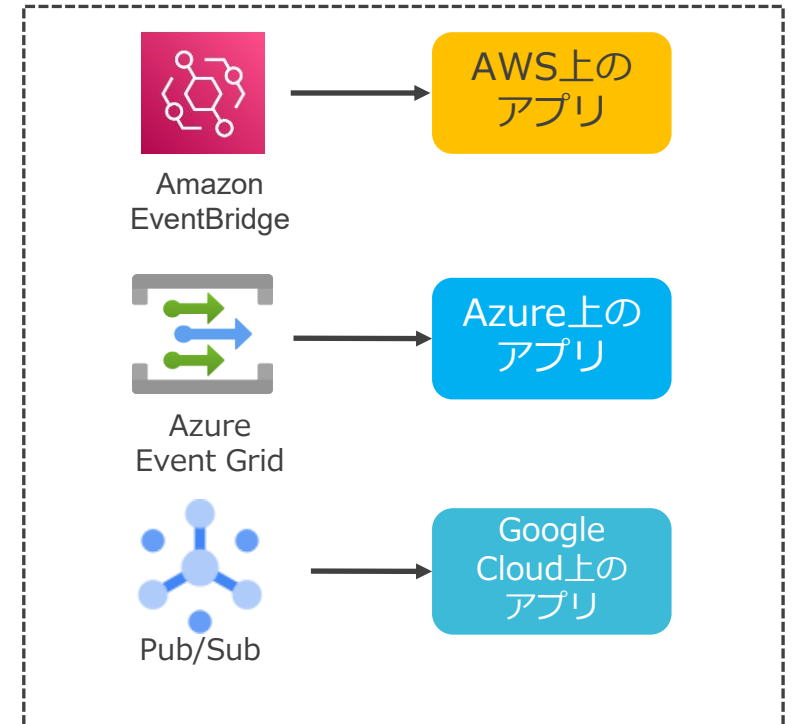 AWS上の
アプリ
Amazon
EventBridge
Azure上の
アプリ
Azure
Event Grid
Google
Cloud上の
アプリ
Pub/Sub